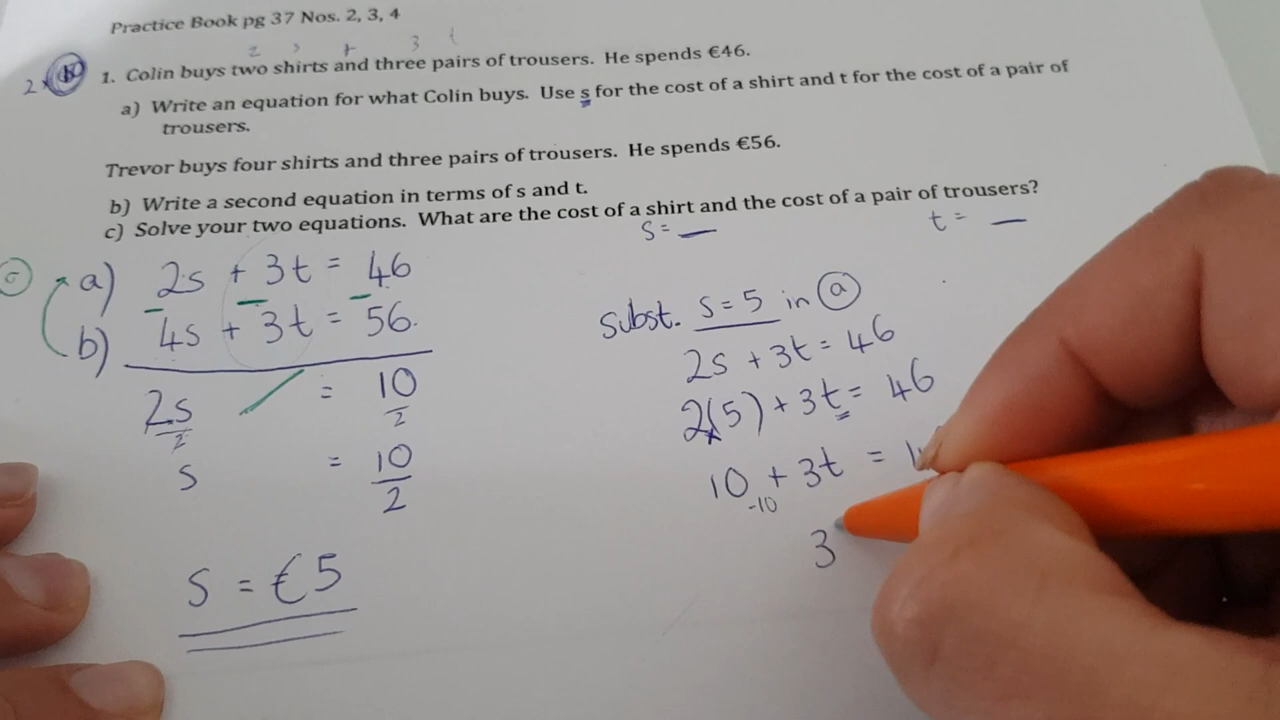 Practice Book pg 37 Nos. 2, 3, 4
2 s + 3 t
1. Colin buys two shirts and three pairs of trousers. He spends €46.
a) Write an equation for what Colin buys. Use s for the cost of a shirt and t for the cost of a pair of
trousers.
Trevor buys four shirts and three pairs of trousers. He spends €56.
b) Write a second equation in terms of s and t.
c) Solve your two equations. What are the cost of a shirt and the cost of a pair of trousers?
s = t =
a) 2s + 3t = 46
b) 4s + 3t = 56.
2s/2 = 10/2
s = 10/2
s = €5
Subst. s = 5 in a
2s + 3t = 46
2(5) + 3t = 46
10 + 3t =
-10
3